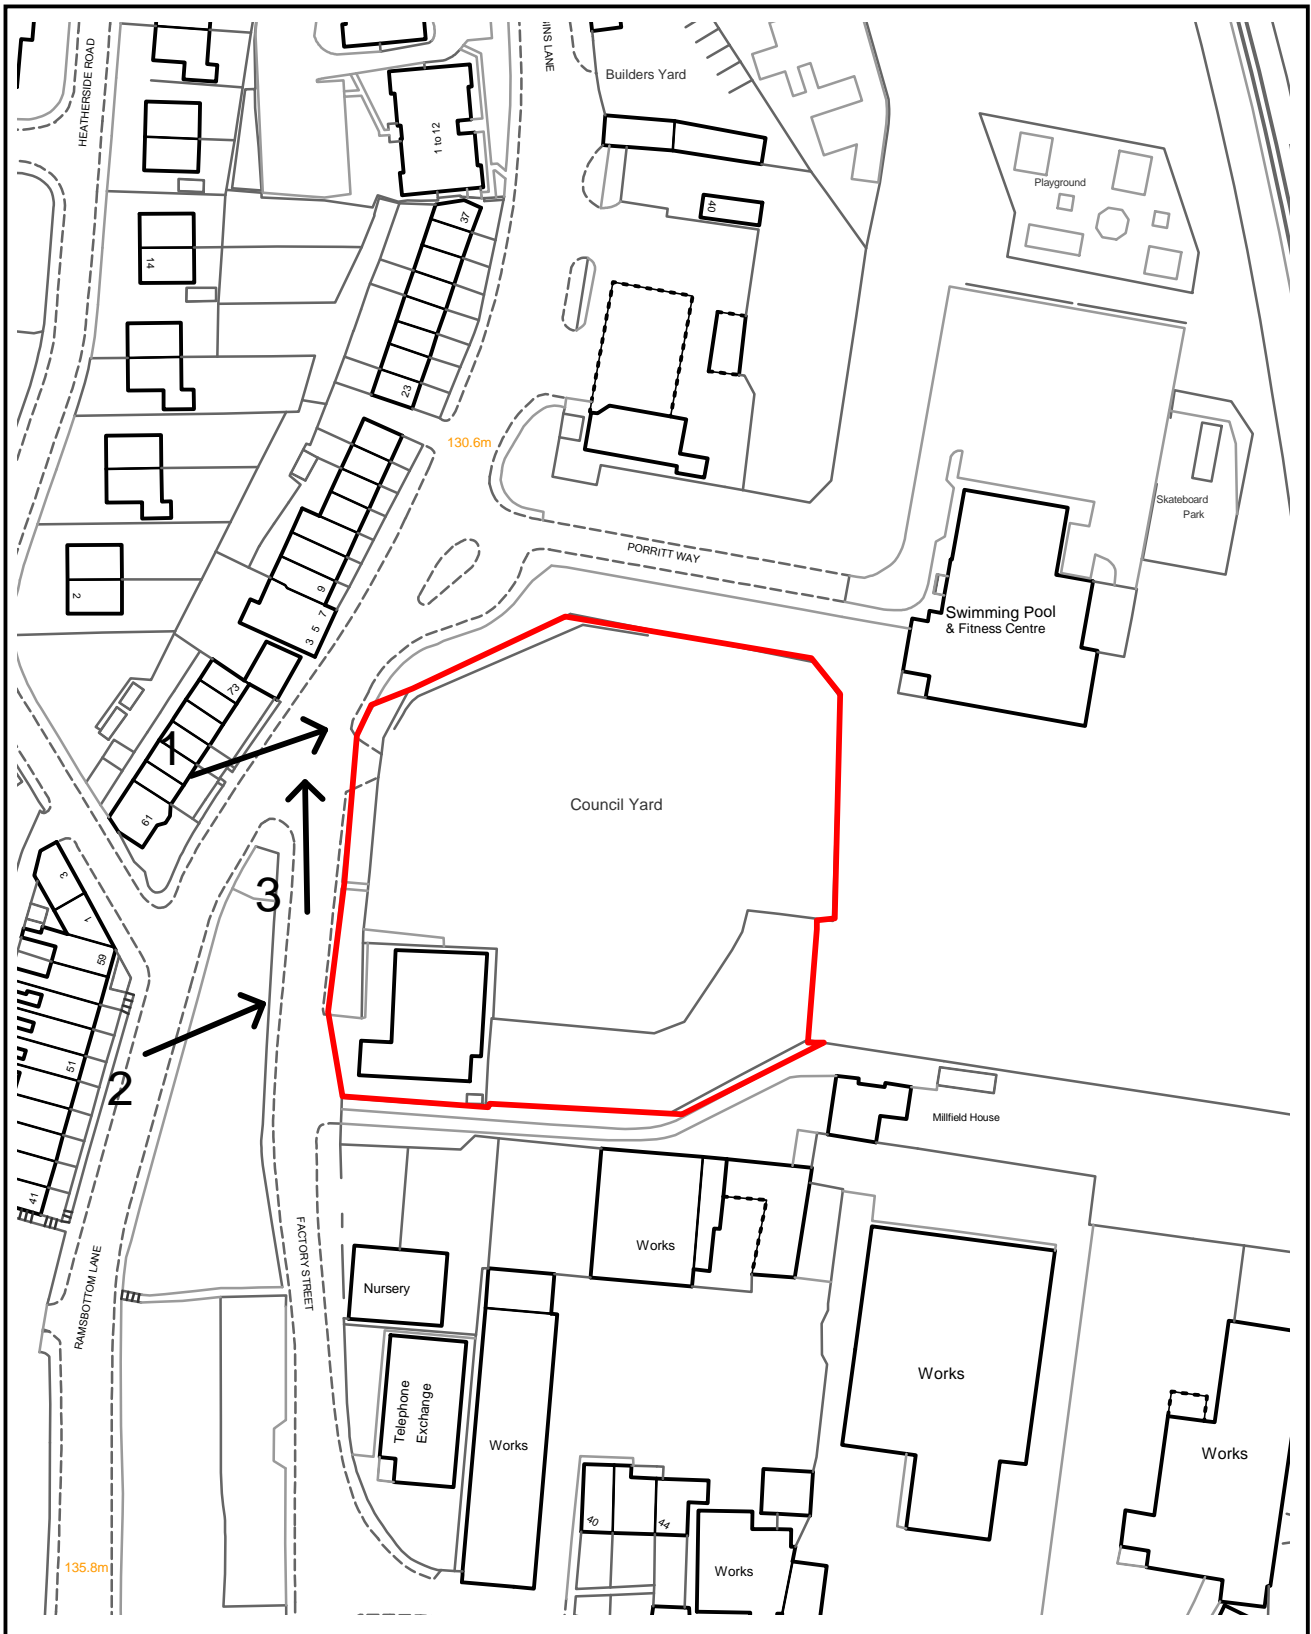 HEATHERSIDE ROAD
INS LANE
Builders Yard
1 to 12
37
40
14
Playground
23
130.6m
Skateboard
Park
PORRITT WAY
2
9
7
5
3
Swimming Pool
& Fitness Centre
73
1
61
Council Yard
3
3
1
59
51
2
41
Millfield House
RAMSBOTTOM LANE
FACTORY STREET
Works
Nursery
Works
Telephone
Exchange
Works
Works
40
44
Works
135.8m